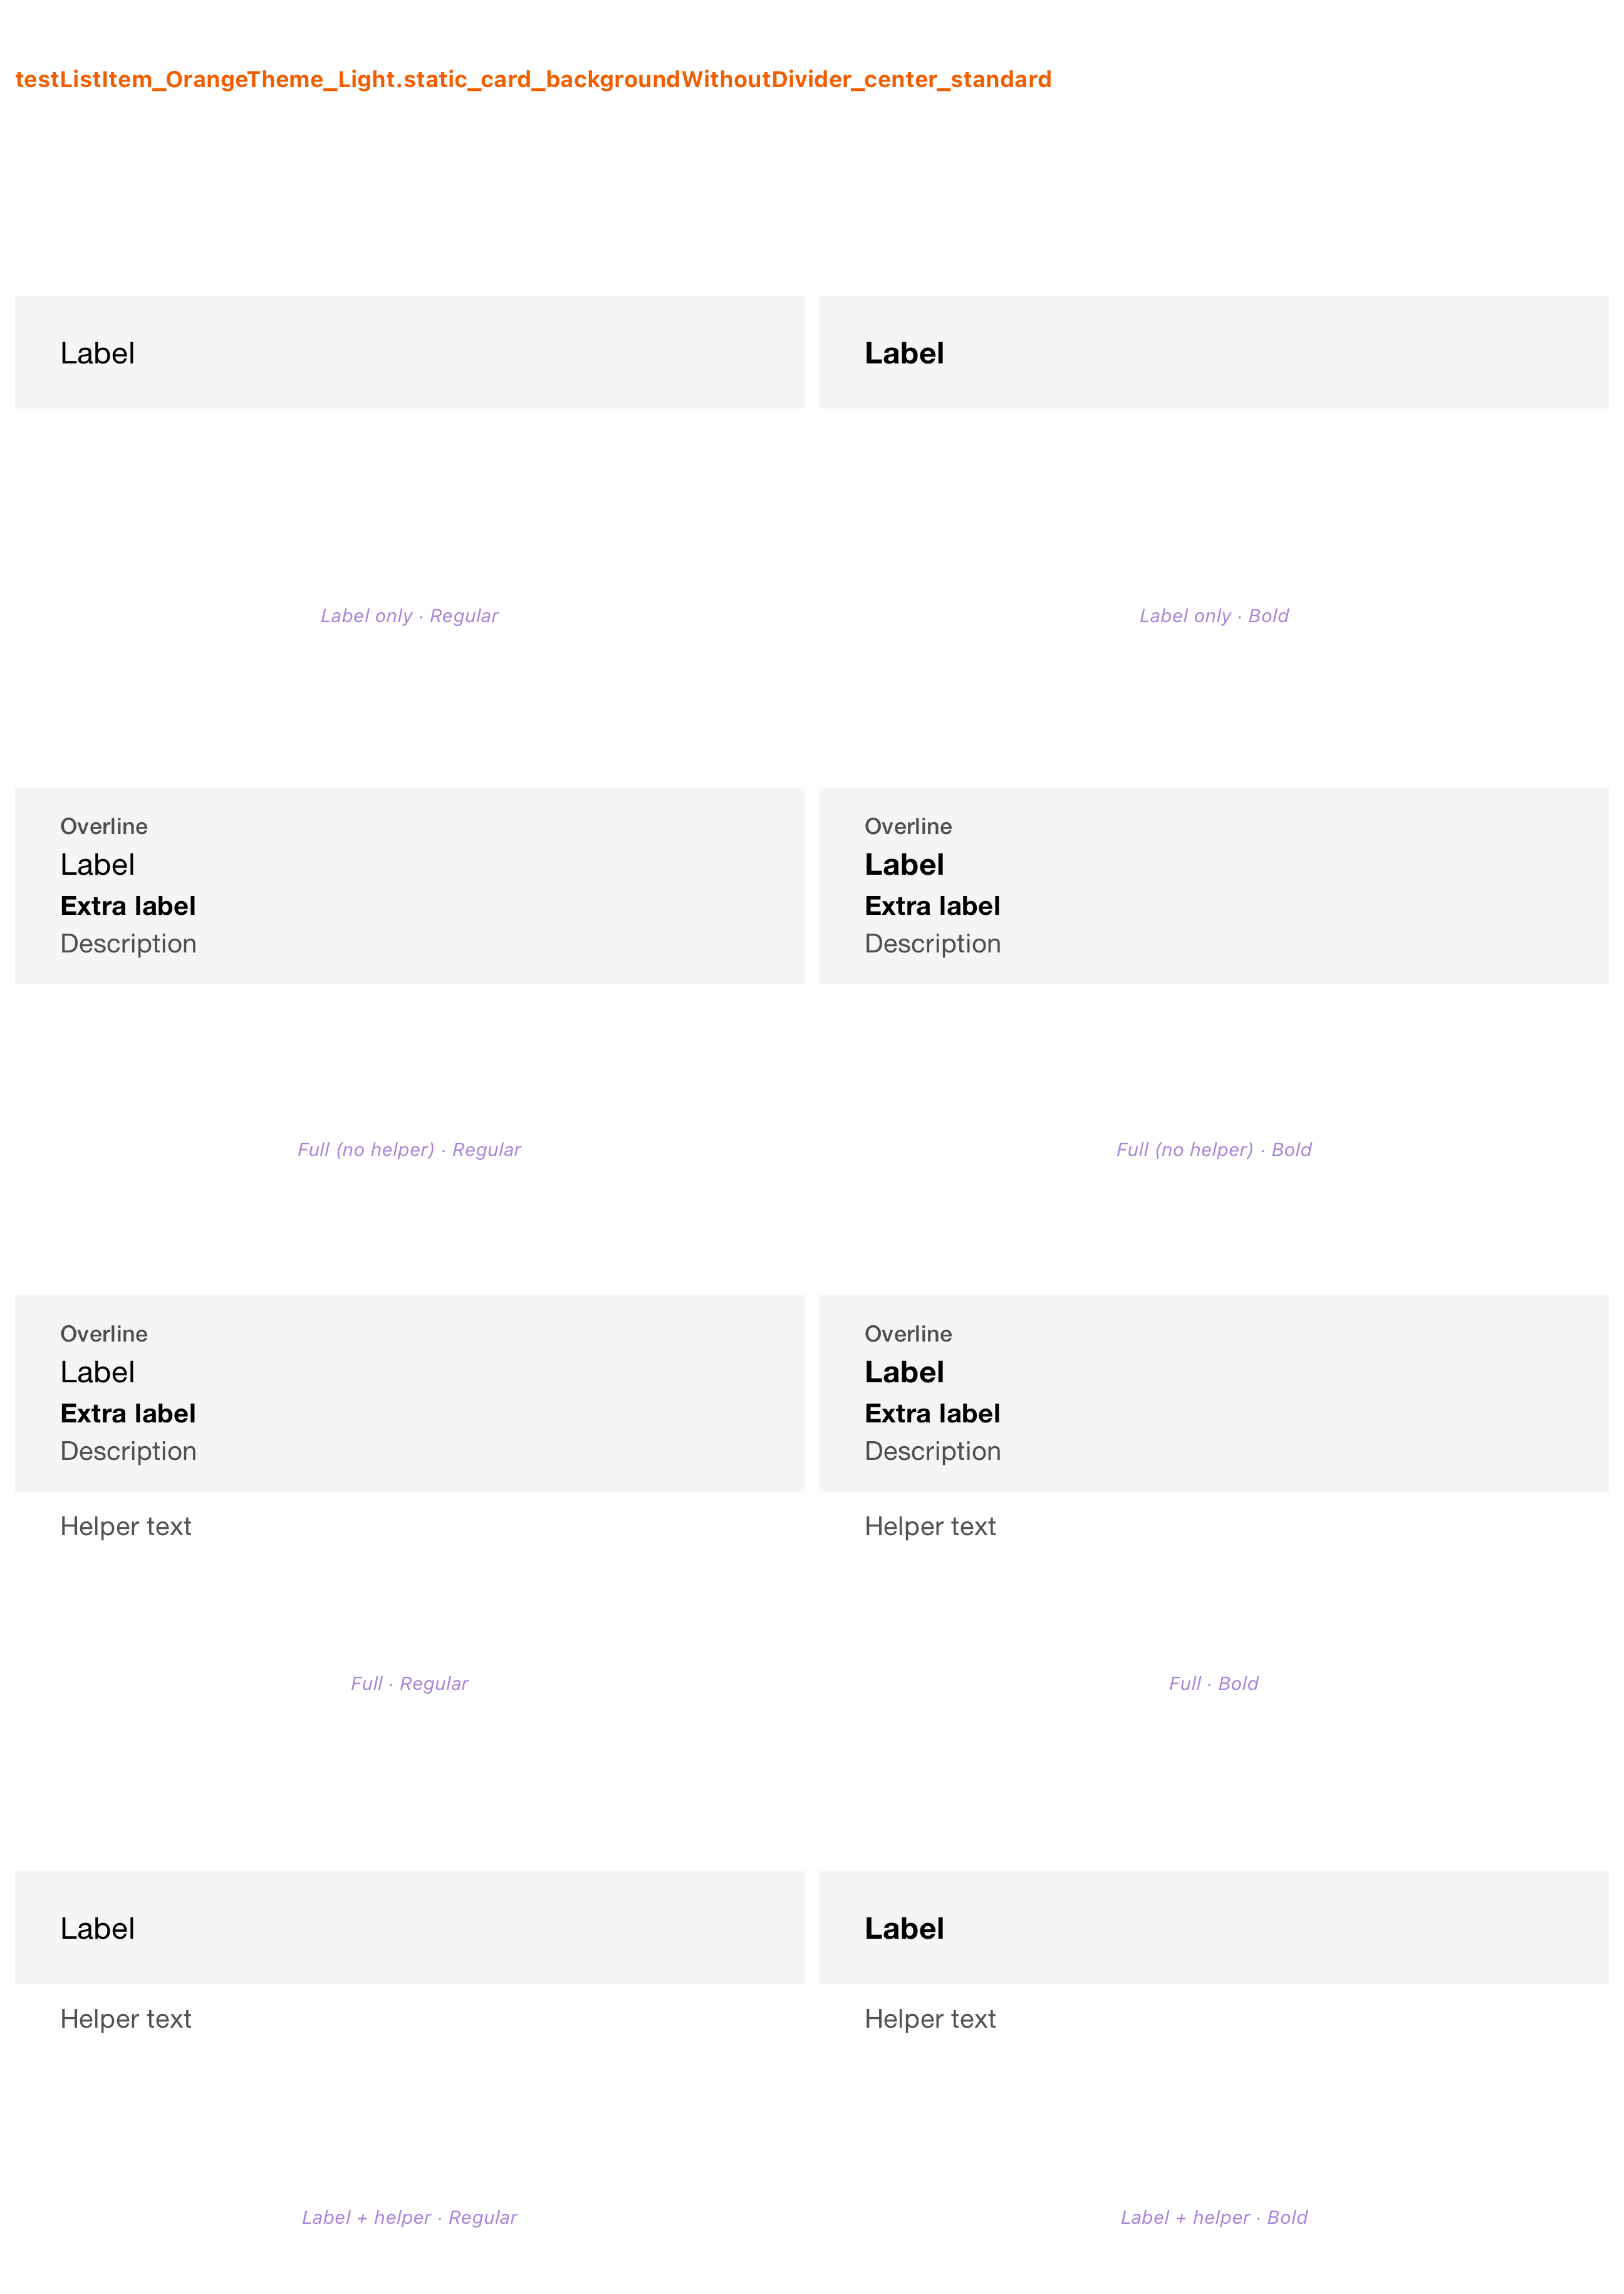 testListItem_OrangeTheme_Light.static_card_backgroundWithoutDivider_center_standard
Label
Label
Label only · Regular
Label only · Bold
Overline
Label
Extra label
Description
Overline
Label
Extra label
Description
Full (no helper) · Regular
Full (no helper) · Bold
Overline
Label
Extra label
Description
Helper text
Overline
Label
Extra label
Description
Helper text
Full · Regular
Full · Bold
Label
Helper text
Label
Helper text
Label + helper · Regular
Label + helper · Bold